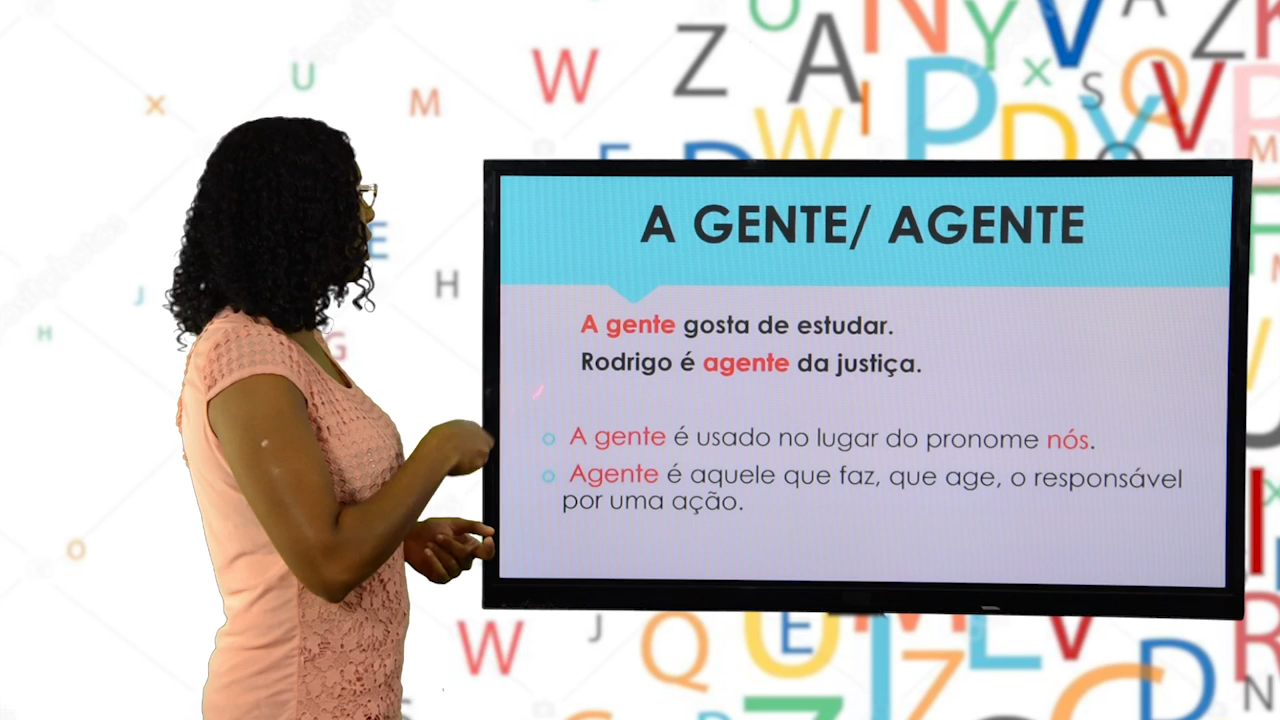 A GENTE/ AGENTE
A gente gosta de estudar.
Rodrigo é agente da justiça.
A gente é usado no lugar do pronome nós.
Agente é aquele que faz, que age, o responsável
por uma ação.